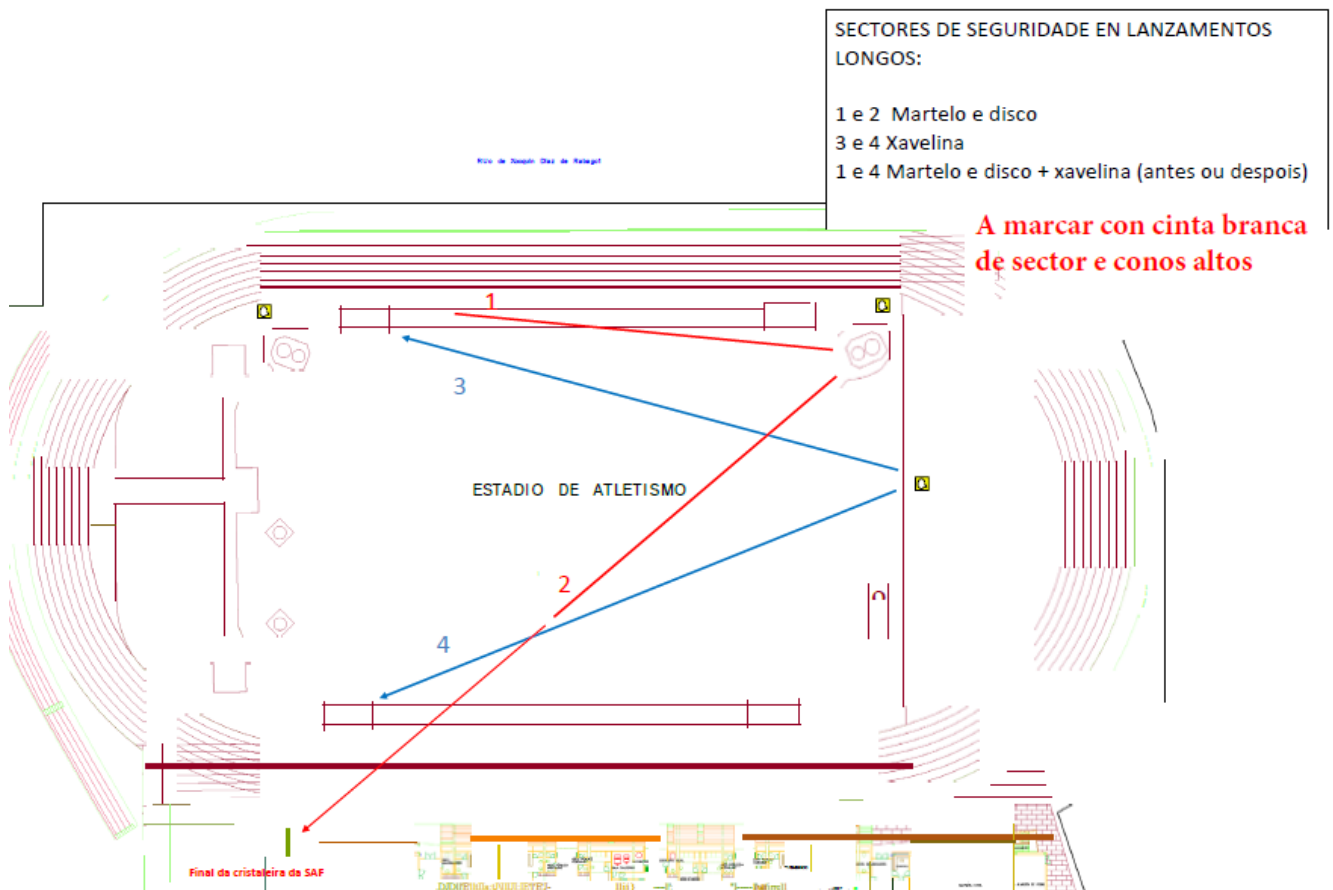 SECTORES DE SEGURIDADE EN LANZAMENTOS
LONGOS:
1 e 2 Martelo e disco
3 e 4 Xavelina
1 e 4 Martelo e disco + xavelina (antes ou despois)
A marcar con cinta branca
de sector e conos altos
1
3
ESTADIO DE ATLETISMO
2
4
Final da cristaleira da SAF